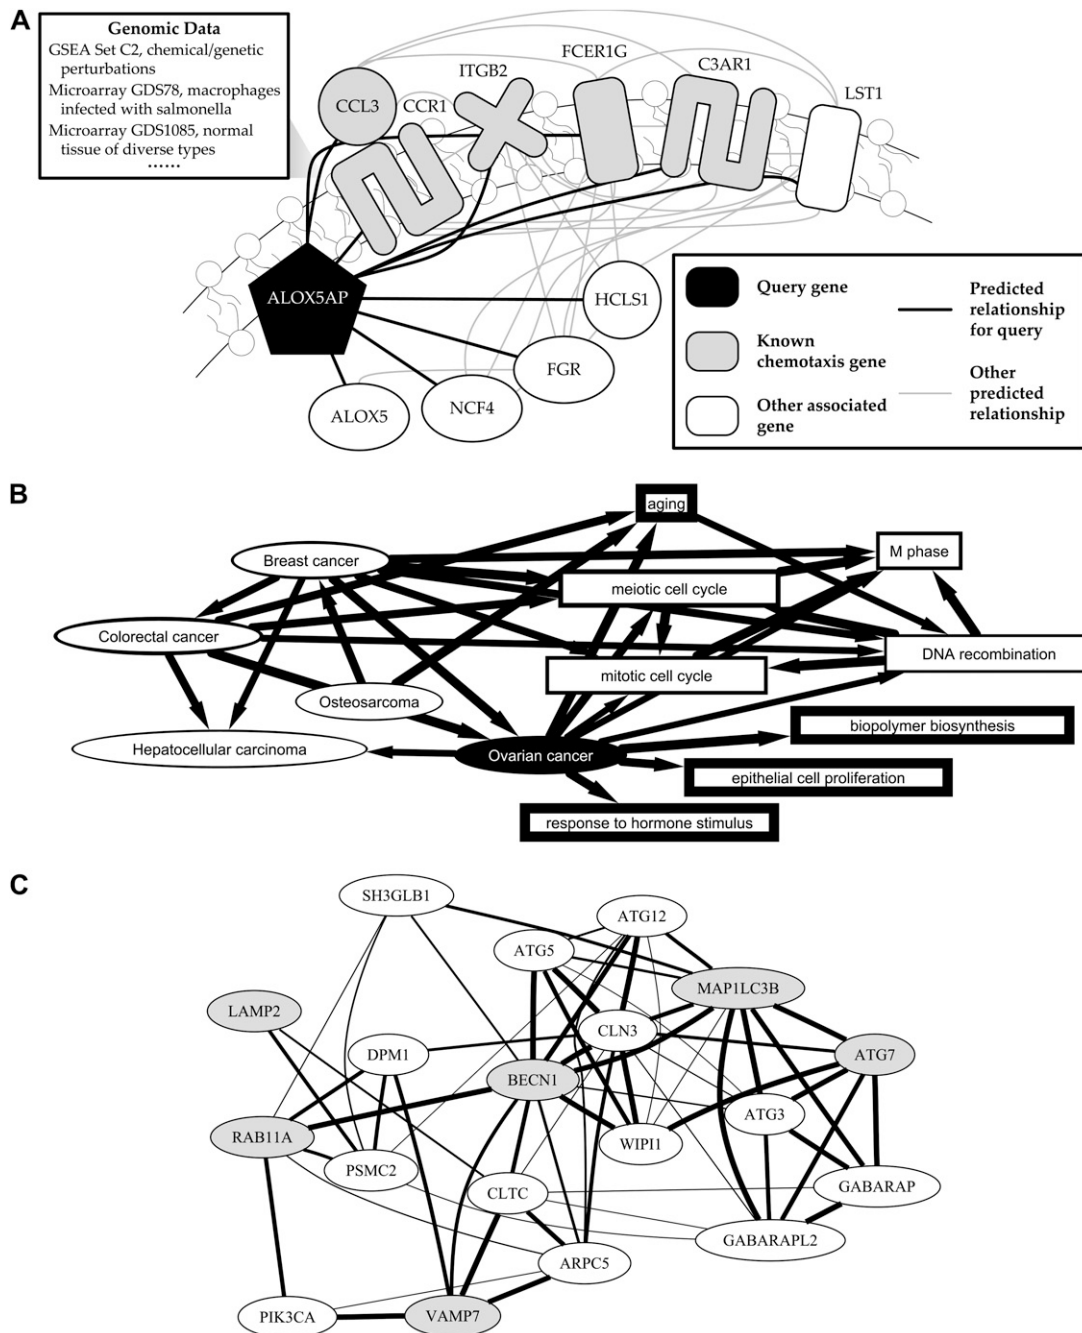 A
Genomic Data
GSEA Set C2, chemical/genetic
perturbations
Microarray GDS78, macrophages
infected with salmonella
Microarray GDS1085, normal
tissue of diverse types
......
CCL3
CCR1
ITGB2
FCER1G
C3AR1
LST1
ALOX5AP
HCLS1
FGR
NCF4
ALOX5
Query gene
Known
chemotaxis gene
Other associated
gene
Predicted
relationship
for query
Other
predicted
relationship
B
aging
Breast cancer
M phase
meiotic cell cycle
Colorectal cancer
DNA recombination
mitotic cell cycle
Osteosarcoma
biopolymer biosynthesis
Hepatocellular carcinoma
Ovarian cancer
epithelial cell proliferation
response to hormone stimulus
C
SH3GLB1
ATG12
ATG5
MAP1LC3B
LAMP2
CLN3
DPM1
ATG7
BECN1
ATG3
RAB11A
WIPI1
PSMC2
CLTC
GABARAP
GABARAPL2
ARPC5
PIK3CA
VAMP7